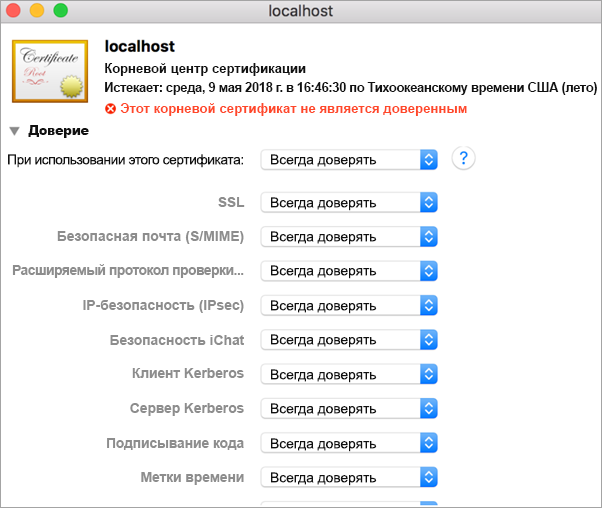 localhost
Certificate
Root
localhost
Корневой центр сертификации
Истекает: среда, 9 мая 2018 г. в 16:46:30 по Тихоокеанскому времени США (лето)
Этот корневой сертификат не является доверенным
Доверие
При использовании этого сертификата: Всегда доверять ?
SSL Всегда доверять
Безопасная почта (S/MIME) Всегда доверять
Расширяемый протокол проверки... Всегда доверять
IP-безопасность (IPsec) Всегда доверять
Безопасность iChat Всегда доверять
Клиент Kerberos Всегда доверять
Сервер Kerberos Всегда доверять
Подписывание кода Всегда доверять
Метки времени Всегда доверять